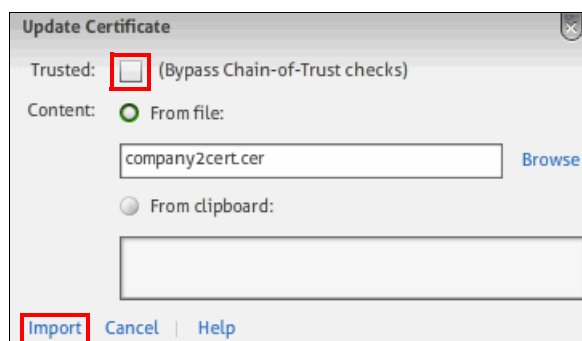 Update Certificate
Trusted: (Bypass Chain-of-Trust checks)
Content: From file:
company2cert.cer Browse
From clipboard:
Import Cancel | Help